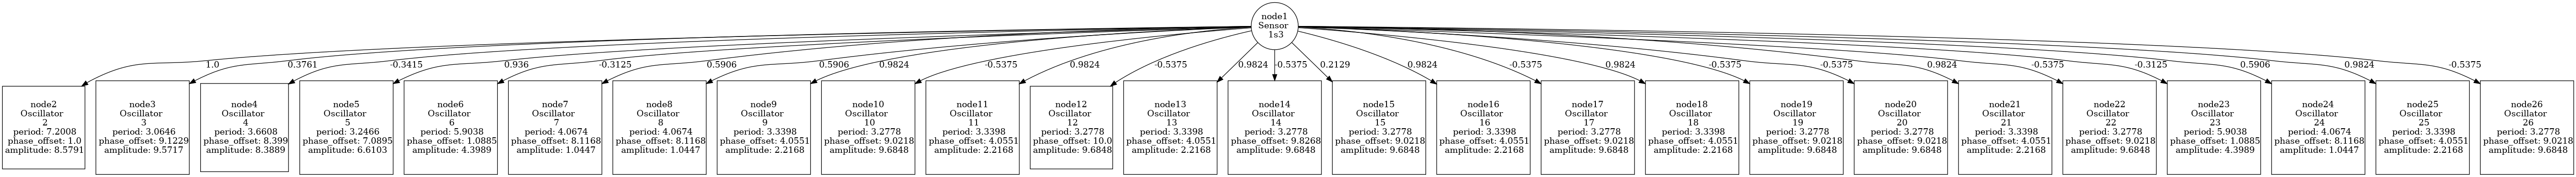 node1
Sensor
1s3
1.0
0.3761
-0.3415
0.936
-0.3125
0.5906
0.5906
0.9824
-0.5375
0.9824
-0.5375
0.9824
-0.5375
0.2129
0.9824
-0.5375
0.9824
-0.5375
-0.5375
0.9824
-0.5375
-0.3125
0.5906
0.9824
-0.5375
node2
Oscillator
2
period: 7.2008
phase_offset: 1.0
amplitude: 8.5791
node3
Oscillator
3
period: 3.0646
phase_offset: 9.1229
amplitude: 9.5717
node4
Oscillator
4
period: 3.6608
phase_offset: 8.399
amplitude: 8.3889
node5
Oscillator
5
period: 3.2466
phase_offset: 7.0895
amplitude: 6.6103
node6
Oscillator
6
period: 5.9038
phase_offset: 1.0885
amplitude: 4.3989
node7
Oscillator
7
period: 4.0674
phase_offset: 8.1168
amplitude: 1.0447
node8
Oscillator
8
period: 4.0674
phase_offset: 8.1168
amplitude: 1.0447
node9
Oscillator
9
period: 3.3398
phase_offset: 4.0551
amplitude: 2.2168
node10
Oscillator
10
period: 3.2778
phase_offset: 9.0218
amplitude: 9.6848
node11
Oscillator
11
period: 3.3398
phase_offset: 4.0551
amplitude: 2.2168
node12
Oscillator
12
period: 3.2778
phase_offset: 10.0
amplitude: 9.6848
node13
Oscillator
13
period: 3.3398
phase_offset: 4.0551
amplitude: 2.2168
node14
Oscillator
14
period: 3.2778
phase_offset: 9.8268
amplitude: 9.6848
node15
Oscillator
15
period: 3.2778
phase_offset: 9.0218
amplitude: 9.6848
node16
Oscillator
16
period: 3.3398
phase_offset: 4.0551
amplitude: 2.2168
node17
Oscillator
17
period: 3.2778
phase_offset: 9.0218
amplitude: 9.6848
node18
Oscillator
18
period: 3.3398
phase_offset: 4.0551
amplitude: 2.2168
node19
Oscillator
19
period: 3.2778
phase_offset: 9.0218
amplitude: 9.6848
node20
Oscillator
20
period: 3.2778
phase_offset: 9.0218
amplitude: 9.6848
node21
Oscillator
21
period: 3.3398
phase_offset: 4.0551
amplitude: 2.2168
node22
Oscillator
22
period: 3.2778
phase_offset: 9.0218
amplitude: 9.6848
node23
Oscillator
23
period: 5.9038
phase_offset: 1.0885
amplitude: 4.3989
node24
Oscillator
24
period: 4.0674
phase_offset: 8.1168
amplitude: 1.0447
node25
Oscillator
25
period: 3.3398
phase_offset: 4.0551
amplitude: 2.2168
node26
Oscillator
26
period: 3.2778
phase_offset: 9.0218
amplitude: 9.6848